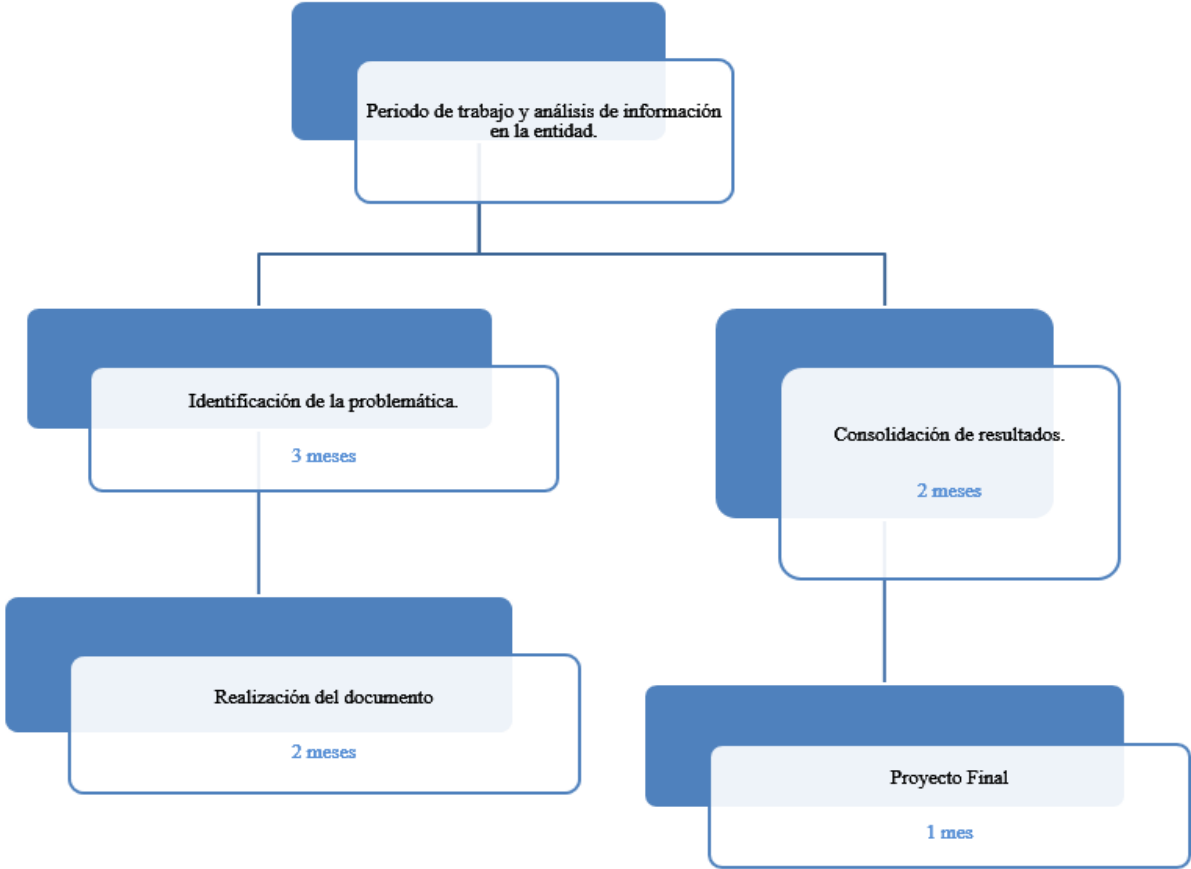 Periodo de trabajo y análisis de información
en la entidad.
Identificación de la problemática.
3 meses
Consolidación de resultados.
2 meses
Realización del documento
2 meses
Proyecto Final
1 mes